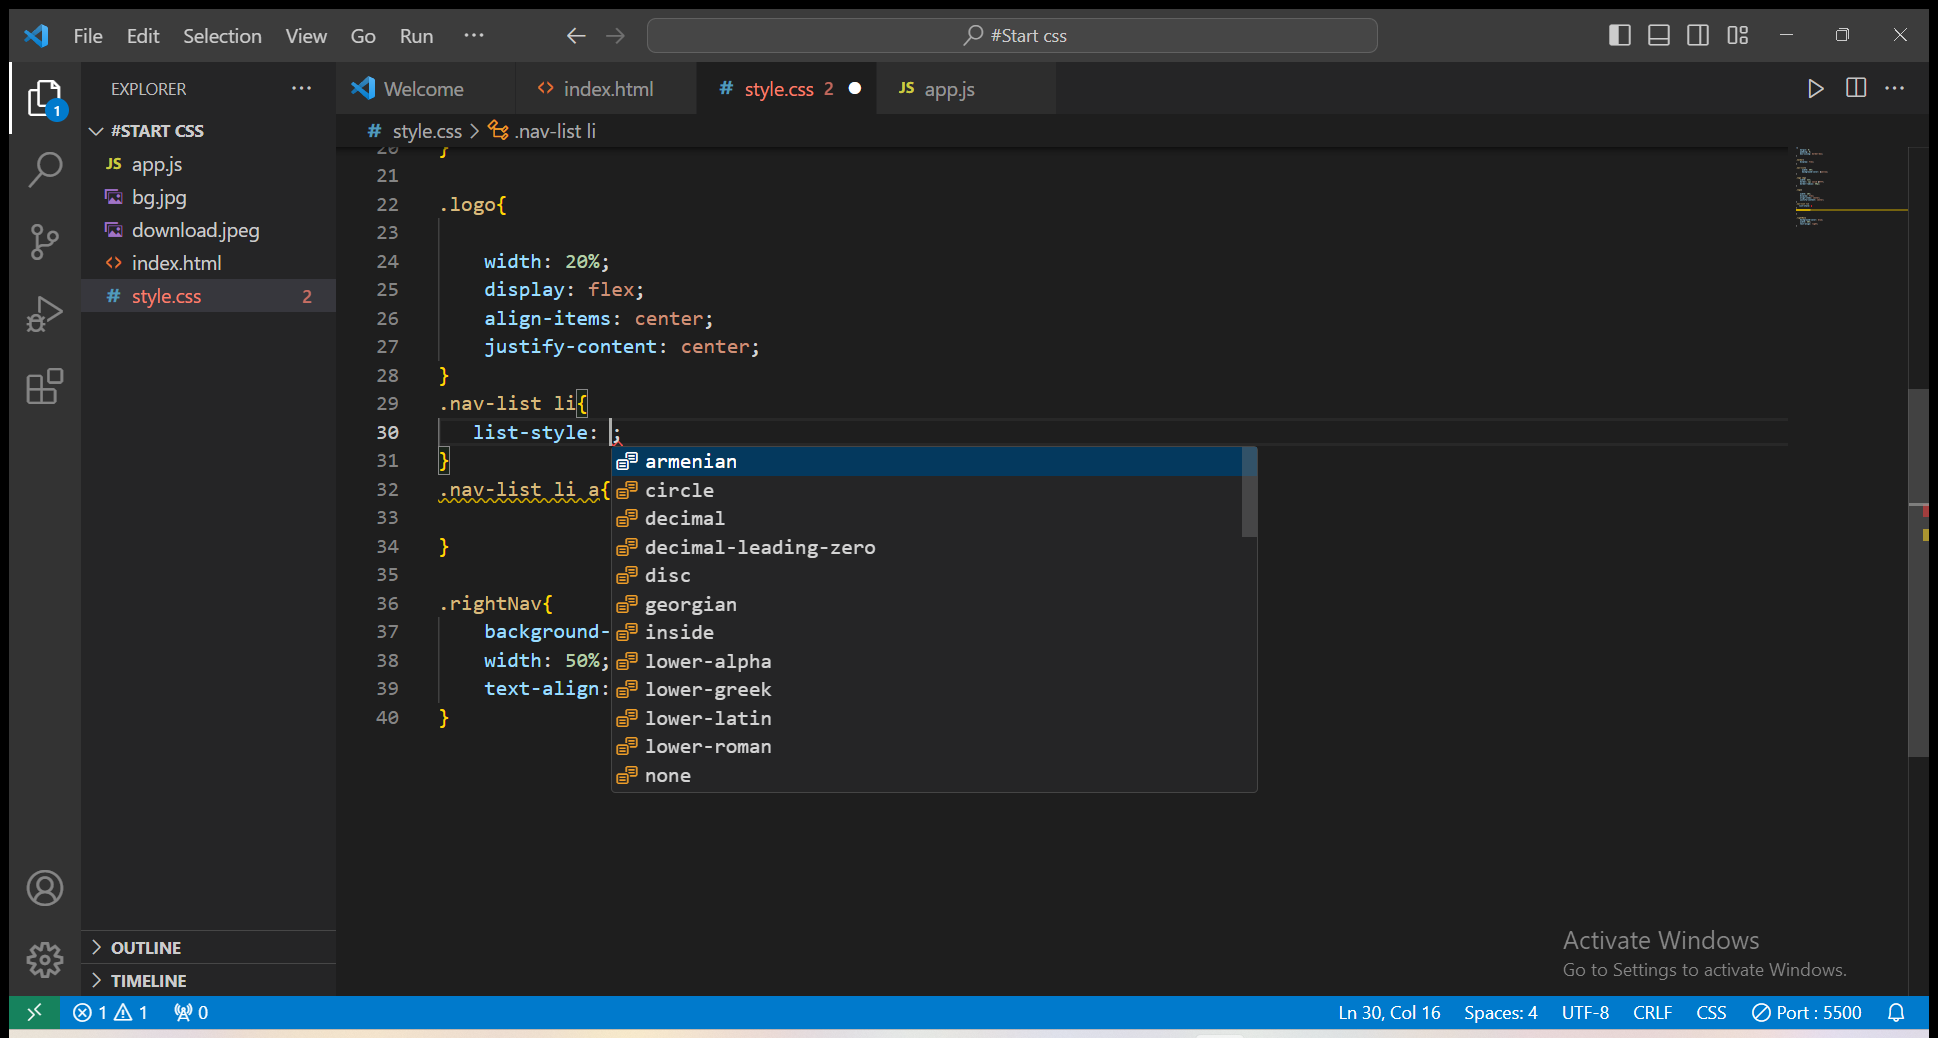 File Edit Selection View Go Run ··· #Start css
EXPLORER ···
#START CSS
JS app.js
bg.jpg
download.jpeg
<> index.html
# style.css 2
OUTLINE
TIMELINE
1
Welcome <> index.html # style.css 2 JS app.js
# style.css > .nav-list li
20 }
21
22 .logo{
23
24 width: 20%;
25 display: flex;
26 align-items: center;
27 justify-content: center;
28 }
29 .nav-list li{
30 list-style: ;
31 }
32 .nav-list li a{
33
34 }
35
36 .rightNav{
37 background-
38 width: 50%;
39 text-align:
40 }
armenian
circle
decimal
decimal-leading-zero
disc
georgian
inside
lower-alpha
lower-greek
lower-latin
lower-roman
none
Activate Windows
Go to Settings to activate Windows.
1 1 0 Ln 30, Col 16 Spaces: 4 UTF-8 CRLF CSS Port : 5500